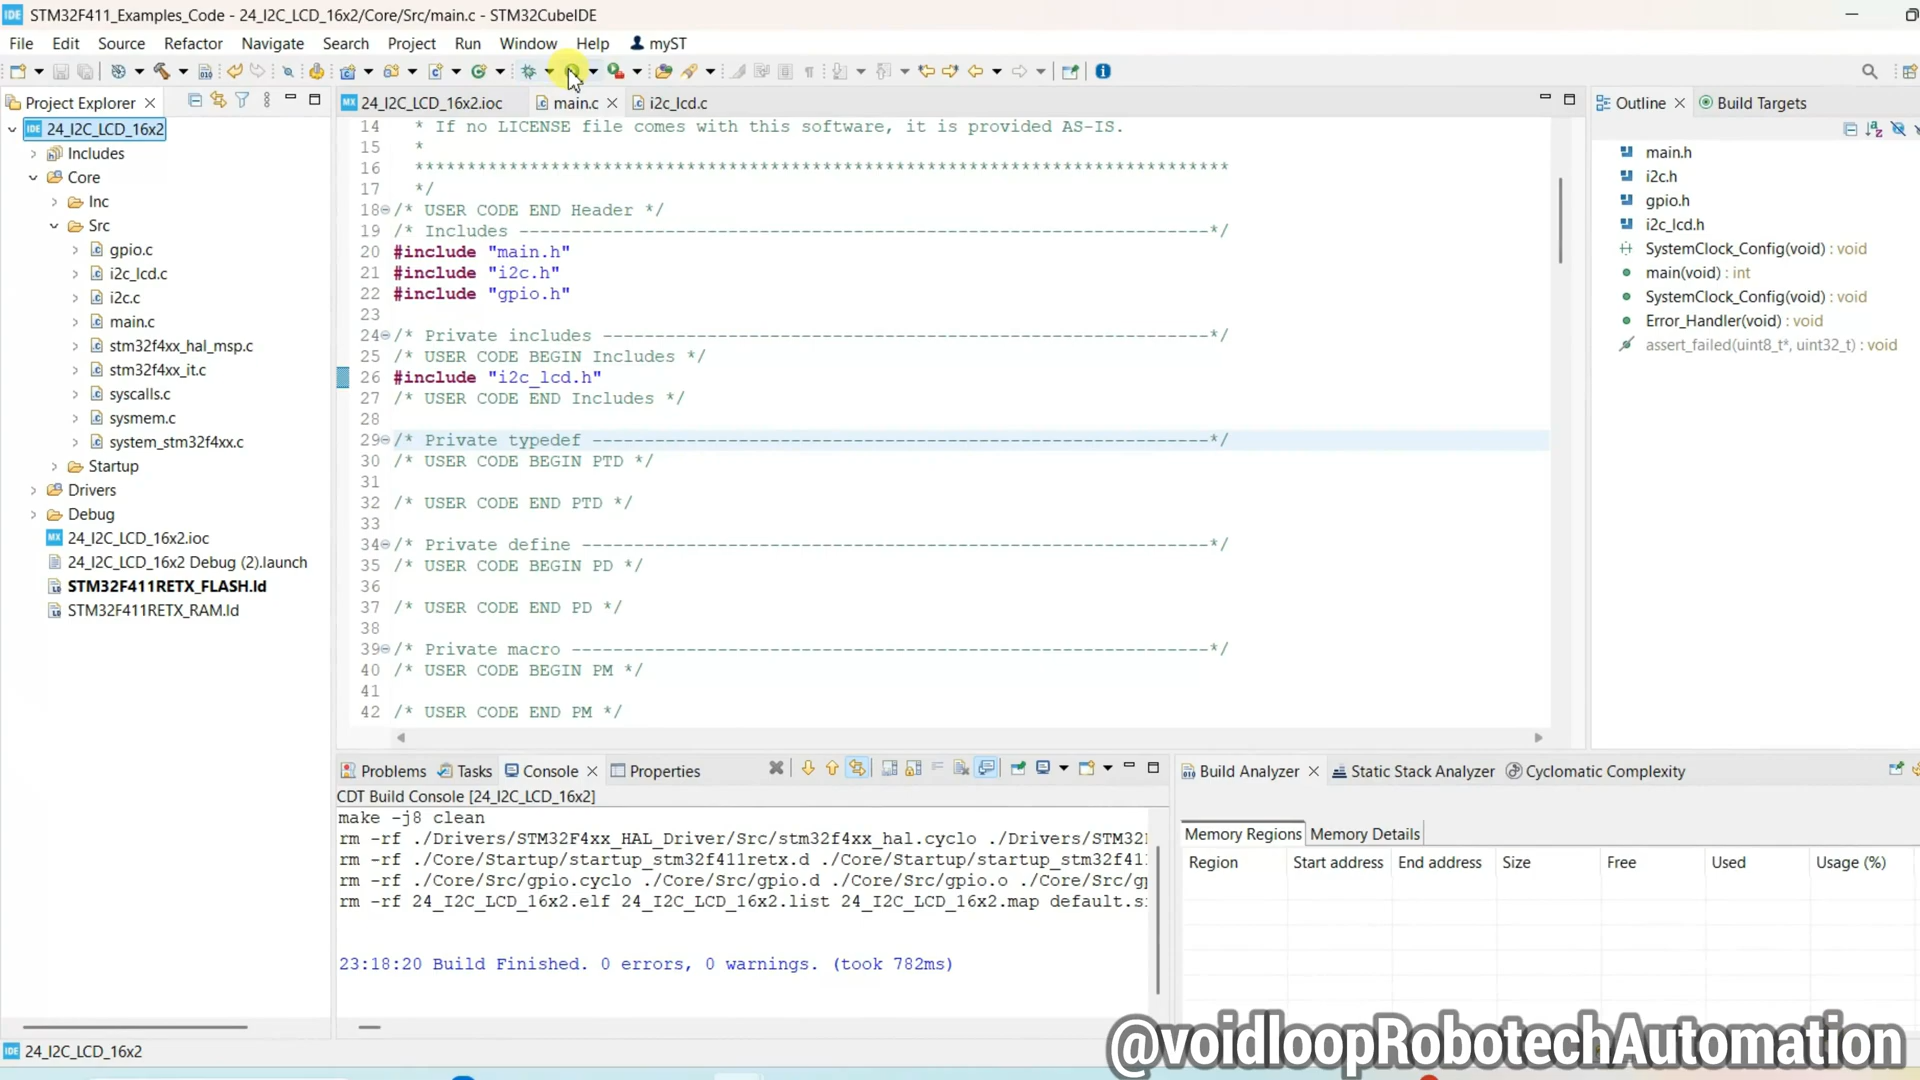 IDE STM32F411_Examples_Code - 24_I2C_LCD_16x2/Core/Src/main.c - STM32CubeIDE
File Edit Source Refactor Navigate Search Project Run Window Help myST
Project Explorer
24_I2C_LCD_16x2.ioc main.c i2c_lcd.c
Outline Build Targets
IDE 24_I2C_LCD_16x2
Includes
Core
Inc
Src
gpio.c
i2c_lcd.c
i2c.c
main.c
stm32f4xx_hal_msp.c
stm32f4xx_it.c
syscalls.c
sysmem.c
system_stm32f4xx.c
Startup
Drivers
Debug
MX 24_I2C_LCD_16x2.ioc
24_I2C_LCD_16x2 Debug (2).launch
STM32F411RETX_FLASH.ld
STM32F411RETX_RAM.ld
14 * If no LICENSE file comes with this software, it is provided AS-IS.
15 *
16 ******************************************************************************
17 */
18 /* USER CODE END Header */
19 /* Includes ------------------------------------------------------------------*/
20 #include "main.h"
21 #include "i2c.h"
22 #include "gpio.h"
23
24 /* Private includes ----------------------------------------------------------*/
25 /* USER CODE BEGIN Includes */
26 #include "i2c_lcd.h"
27 /* USER CODE END Includes */
28
29 /* Private typedef -----------------------------------------------------------*/
30 /* USER CODE BEGIN PTD */
31
32 /* USER CODE END PTD */
33
34 /* Private define ------------------------------------------------------------*/
35 /* USER CODE BEGIN PD */
36
37 /* USER CODE END PD */
38
39 /* Private macro -------------------------------------------------------------*/
40 /* USER CODE BEGIN PM */
41
42 /* USER CODE END PM */
main.h
i2c.h
gpio.h
i2c_lcd.h
SystemClock_Config(void) : void
main(void) : int
SystemClock_Config(void) : void
Error_Handler(void) : void
assert_failed(uint8_t*, uint32_t) : void
Problems Tasks Console Properties
CDT Build Console [24_I2C_LCD_16x2]
make -j8 clean
rm -rf ./Drivers/STM32F4xx_HAL_Driver/Src/stm32f4xx_hal.cyclo ./Drivers/STM32
rm -rf ./Core/Startup/startup_stm32f411retx.d ./Core/Startup/startup_stm32f41
rm -rf ./Core/Src/gpio.cyclo ./Core/Src/gpio.d ./Core/Src/gpio.o ./Core/Src/g
rm -rf 24_I2C_LCD_16x2.elf 24_I2C_LCD_16x2.list 24_I2C_LCD_16x2.map default.s
23:18:20 Build Finished. 0 errors, 0 warnings. (took 782ms)
Build Analyzer Static Stack Analyzer Cyclomatic Complexity
Memory Regions Memory Details
Region Start address End address Size Free Used Usage (%)
@voidloopRobotechAutomation
IDE 24_I2C_LCD_16x2